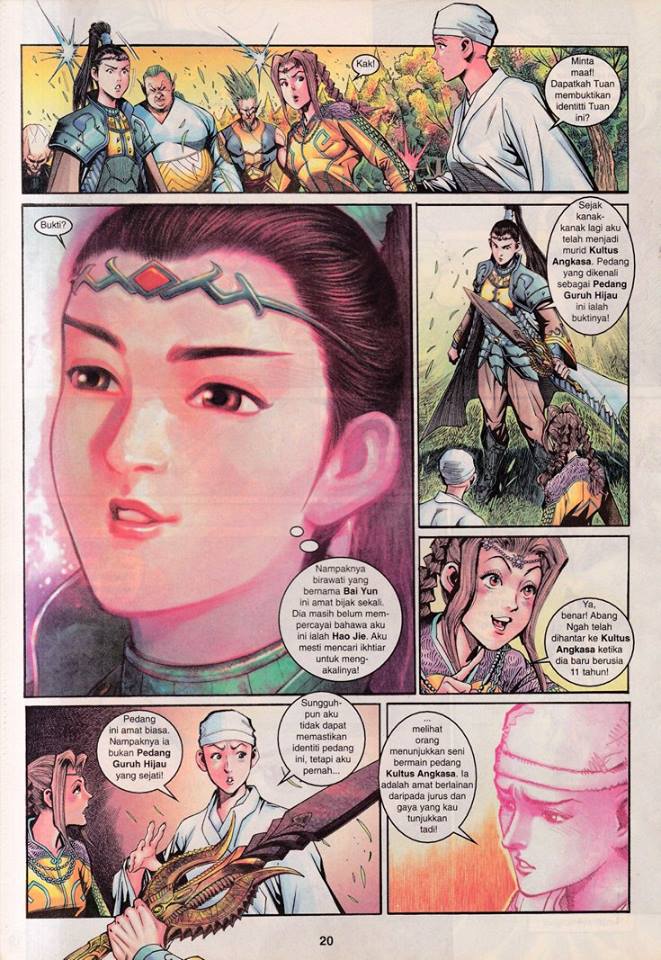 Kak!
Minta
maaf!
Dapatkah Tuan
membuktikan
identiti Tuan
ini?
Bukti?
Nampaknya
birawati yang
bernama Bai Yun
ini amat bijak sekali.
Dia masih belum mem-
percayai bahawa aku
ini ialah Hao Jie. Aku
mesti mencari ikhtiar
untuk meng-
akalinya!
Sejak
kanak-
kanak lagi aku
telah menjadi
murid Kultus
Angkasa. Pedang
yang dikenali
sebagai Pedang
Guruh Hijau
ini ialah
buktinya!
Ya,
benar! Abang
Ngah telah
dihantar ke Kultus
Angkasa ketika
dia baru berusia
11 tahun!
Pedang
ini amat biasa.
Nampaknya ia
bukan Pedang
Guruh Hijau
yang sejati!
Sungguh-
pun aku
tidak dapat
memastikan
identiti pedang
ini, tetapi aku
pernah...
...
melihat
orang
menunjukkan seni
bermain pedang
Kultus Angkasa. Ia
adalah amat berlainan
daripada jurus dan
gaya yang kau
tunjukkan
tadi!
20